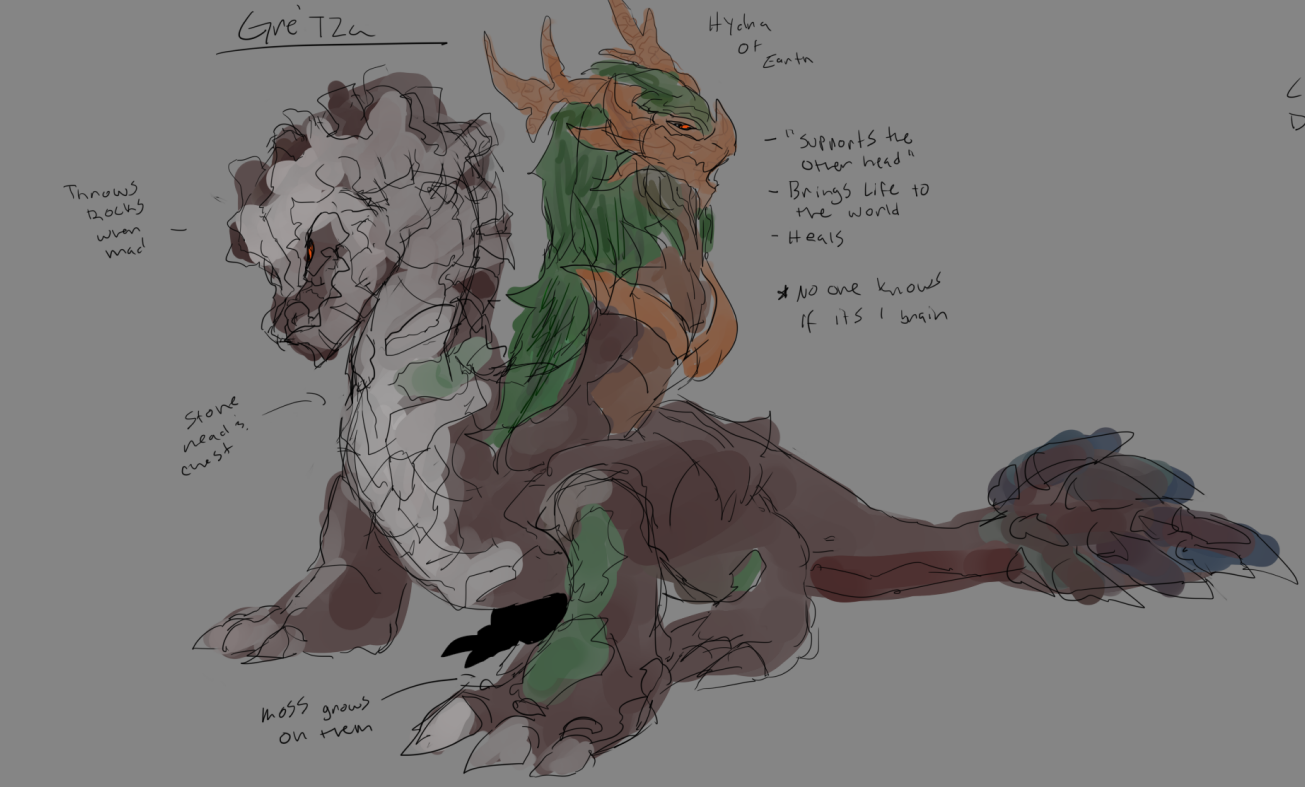 Gre'Tza
Hydra
of
Earth
- "Supports the
other head"
- Brings Life to
the world
- Heals
* No one knows
if its 1 brain
Throws
Rocks
when
mad -
Stone
head &
chest
moss grows
on them